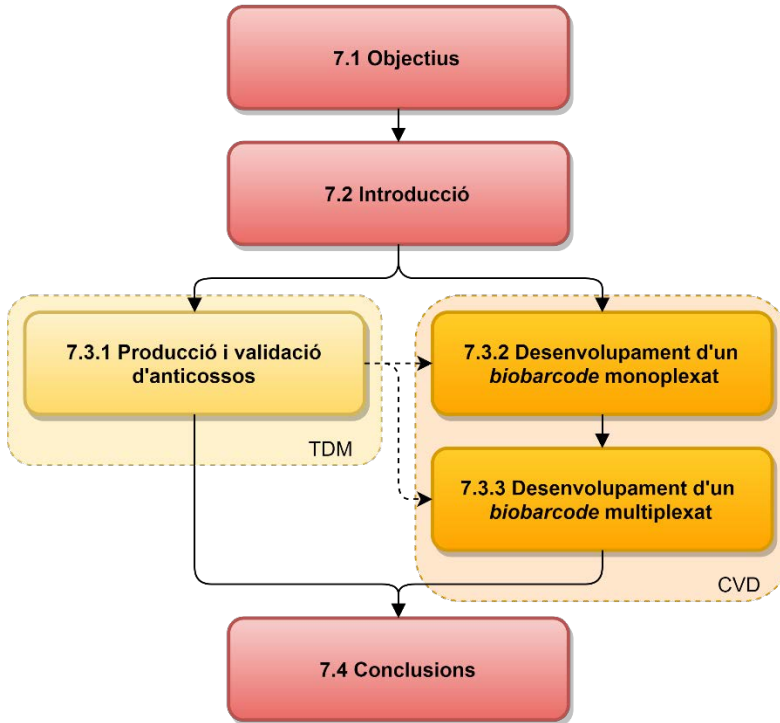 7.1 Objectius
7.2 Introducció
7.3.1 Producció i validació
d'anticossos
TDM
7.3.2 Desenvolupament d'un
biobarcode monoplexat
7.3.3 Desenvolupament d'un
biobarcode multiplexat
CVD
7.4 Conclusions